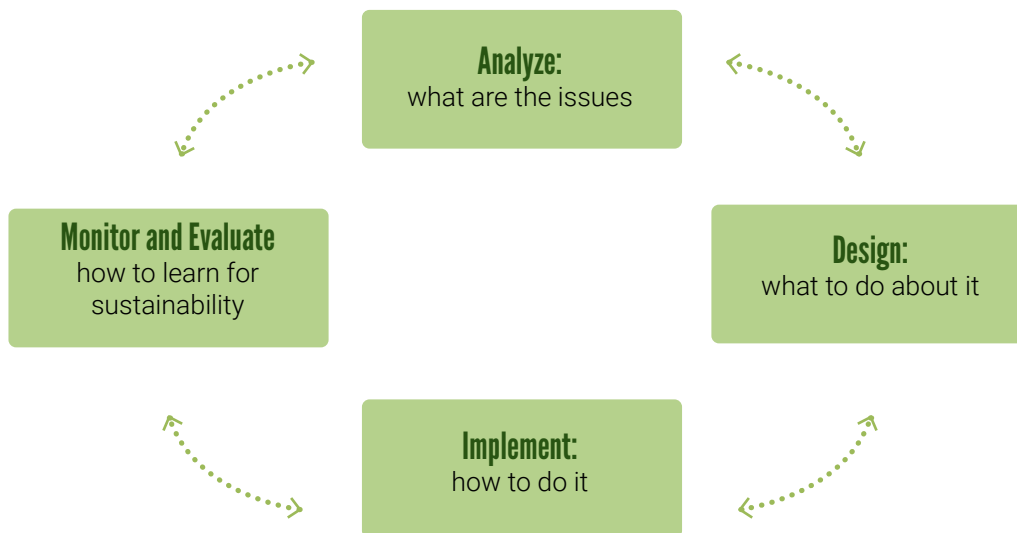 Analyze:
what are the issues
Monitor and Evaluate
how to learn for
sustainability
Design:
what to do about it
Implement:
how to do it